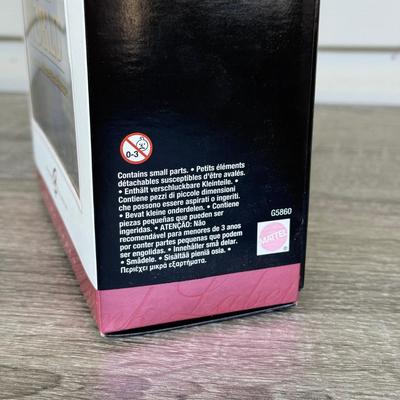 0-3
Contains small parts. • Petits éléments
détachables susceptibles d'être avalés.
• Enthält verschluckbare Kleinteile. •
Contiene pezzi di piccole dimensioni
che possono essere aspirati o ingeriti.
• Bevat kleine onderdelen. • Contiene
piezas pequeñas que pueden ser
ingeridas. • ATENÇÃO: Não
recomendável para menores de 3 anos
por conter partes pequenas que podem
ser engolidas. • Innehåller små delar.
• Smådele. • Sisältää pieniä osia. •
Περιέχει μικρά εξαρτήματα.
G5860
MATTEL